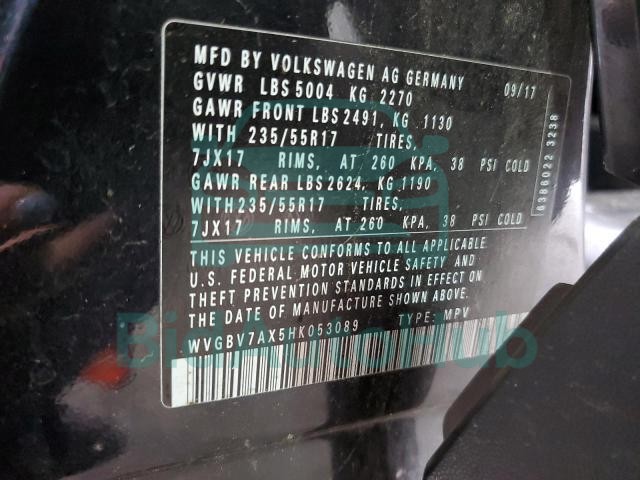 MFD BY VOLKSWAGEN AG GERMANY 09/17
GVWR LBS 5004 KG 2270
GAWR FRONT LBS 2491, KG 1130
WITH 235/55R17 TIRES,
7JX17 RIMS, AT 260 KPA, 38 PSI COLD
GAWR REAR LBS 2624, KG 1190
WITH 235/55R17 TIRES,
7JX17 RIMS, AT 260 KPA, 38 PSI COLD
THIS VEHICLE CONFORMS TO ALL APPLICABLE
U.S. FEDERAL MOTOR VEHICLE SAFETY AND
THEFT PREVENTION STANDARDS IN EFFECT ON
THE DATE OF MANUFACTURE SHOWN ABOVE.
WVGBV7AX5HK053089 TYPE: MPV
6386022 3238
BidAutoHub